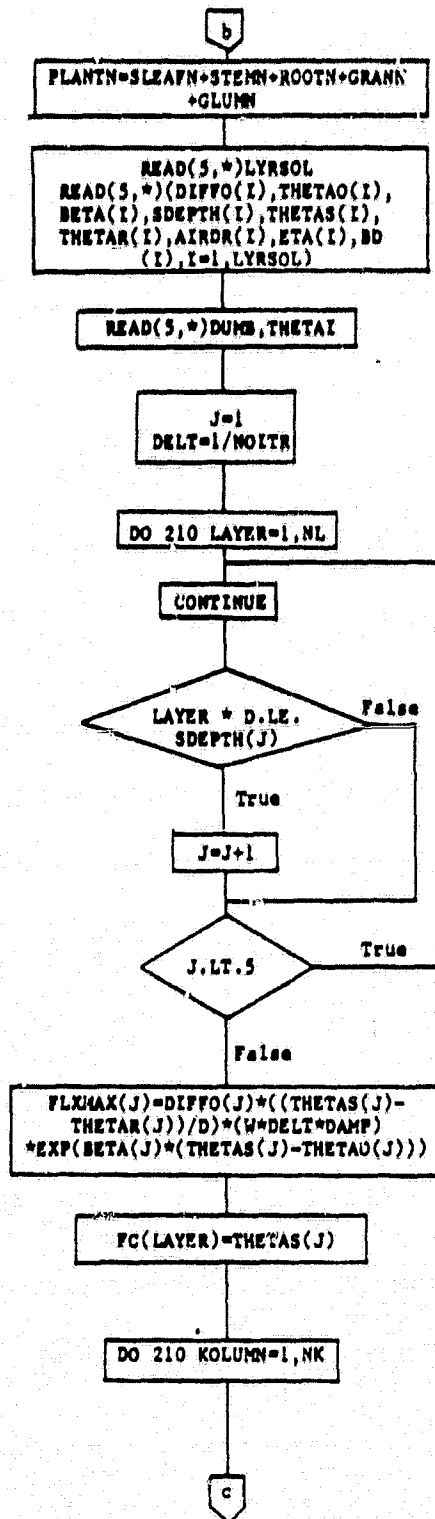 b
PLANTN=SLEAFN+STEMN+ROOTN+GRANN
+GLUMN
READ(5,*)LYRSOL
READ(5,*)(DIFFO(I),THETAO(I),
BETA(I),SDEPTH(I),THETAS(I),
THETAR(I),AIRDR(I),ETA(I),BD
(I),I=1,LYRSOL)
READ(5,*)DUMB,THETAI
J=1
DELT=1/NOITR
DO 210 LAYER=1,NL
CONTINUE
LAYER * D.LE.
SDEPTH(J)
False
True
J=J+1
J.LT.5
True
False
FLXMAX(J)=DIFFO(J)*((THETAS(J)-
THETAR(J))/D)*(W*DELT*DAMP)
*EXP(BETA(J)*(THETAS(J)-THETAO(J)))
FC(LAYER)=THETAS(J)
DO 210 KOLUMN=1,NK
c